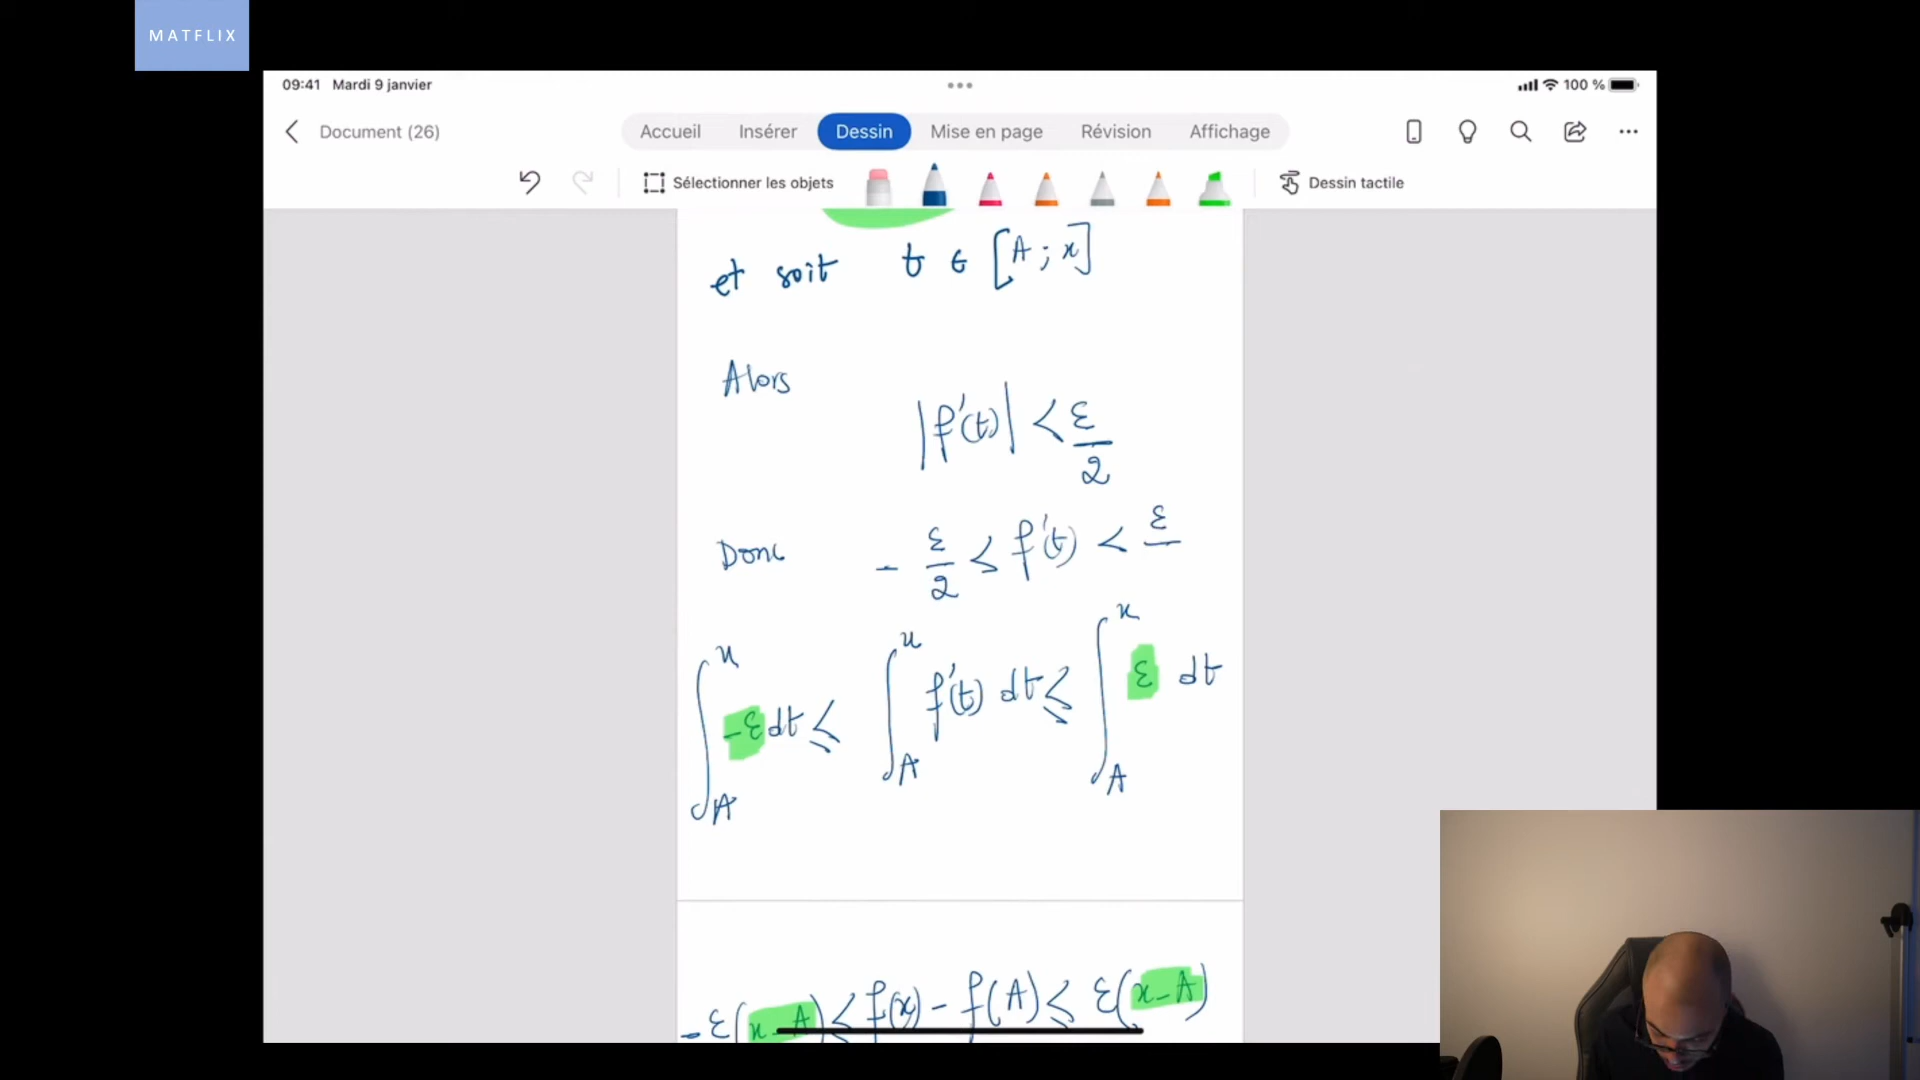 MATFLIX
09:41 Mardi 9 janvier
100 %
Document (26)
Accueil Insérer Dessin Mise en page Révision Affichage
Sélectionner les objets
Dessin tactile
et soit t ∈ [A ; x]
Alors
|f'(t)| < ε/2
Donc - ε/2 ≤ f'(t) < ε
∫_A^x -ε dt ≤ ∫_A^x f'(t) dt ≤ ∫_A^x ε dt
-ε(x-A) ≤ f(x) - f(A) ≤ ε(x-A)